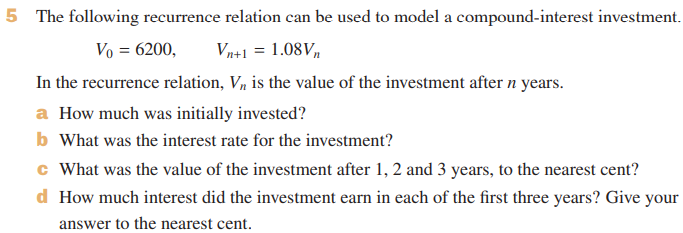 5 The following recurrence relation can be used to model a compound-interest investment.
V₀ = 6200, Vₙ₊₁ = 1.08Vₙ
In the recurrence relation, Vₙ is the value of the investment after n years.
a How much was initially invested?
b What was the interest rate for the investment?
c What was the value of the investment after 1, 2 and 3 years, to the nearest cent?
d How much interest did the investment earn in each of the first three years? Give your
answer to the nearest cent.